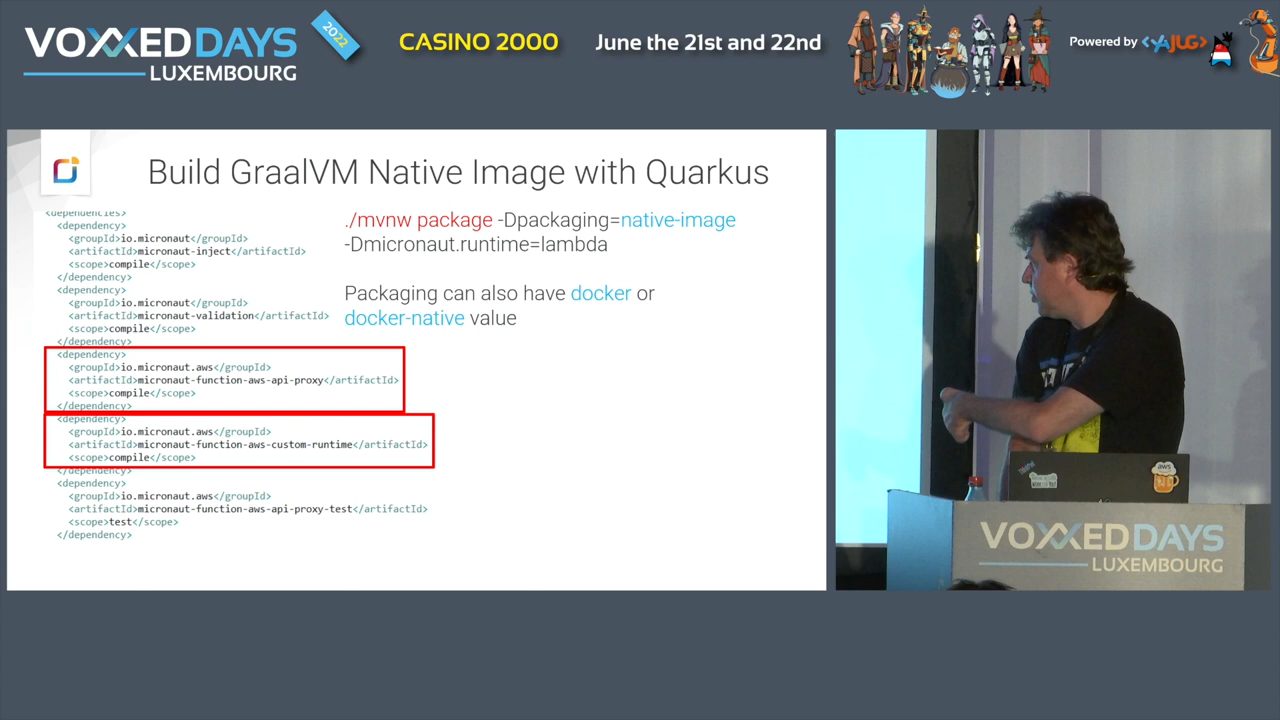 VOXXEDDAYS
LUXEMBOURG
2022
CASINO 2000
June the 21st and 22nd
Powered by <YAJUG>
Build GraalVM Native Image with Quarkus
<dependencies>
<dependency>
<groupId>io.micronaut</groupId>
<artifactId>micronaut-inject</artifactId>
<scope>compile</scope>
</dependency>
<dependency>
<groupId>io.micronaut</groupId>
<artifactId>micronaut-validation</artifactId>
<scope>compile</scope>
</dependency>
<dependency>
<groupId>io.micronaut.aws</groupId>
<artifactId>micronaut-function-aws-api-proxy</artifactId>
<scope>compile</scope>
</dependency>
<dependency>
<groupId>io.micronaut.aws</groupId>
<artifactId>micronaut-function-aws-custom-runtime</artifactId>
<scope>compile</scope>
</dependency>
<dependency>
<groupId>io.micronaut.aws</groupId>
<artifactId>micronaut-function-aws-api-proxy-test</artifactId>
<scope>test</scope>
</dependency>
./mvnw package -Dpackaging=native-image
-Dmicronaut.runtime=lambda
Packaging can also have docker or
docker-native value
aws
VOXXEDDAYS
LUXEMBOURG